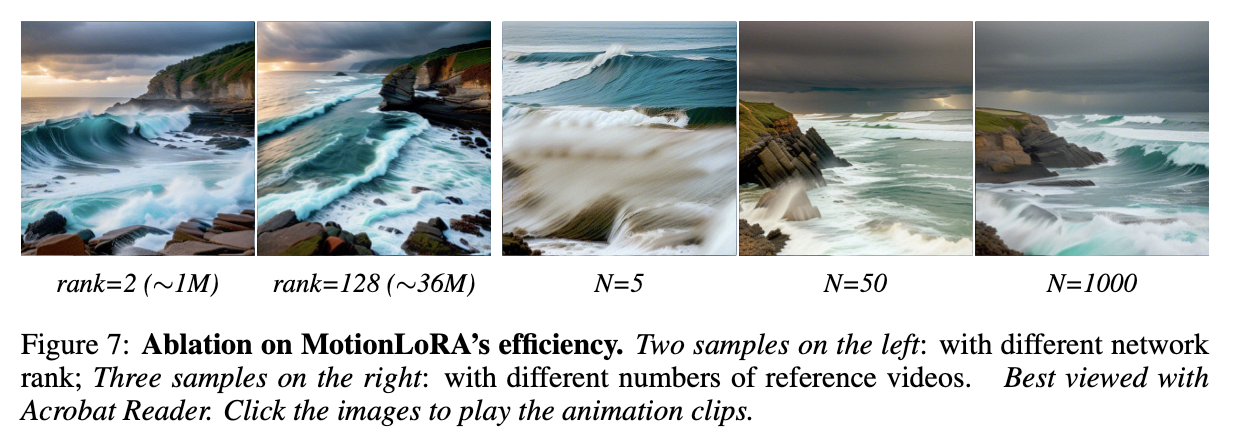 rank=2 (~1M) rank=128 (~36M) N=5 N=50 N=1000
Figure 7: Ablation on MotionLoRA's efficiency. Two samples on the left: with different network
rank; Three samples on the right: with different numbers of reference videos. Best viewed with
Acrobat Reader. Click the images to play the animation clips.